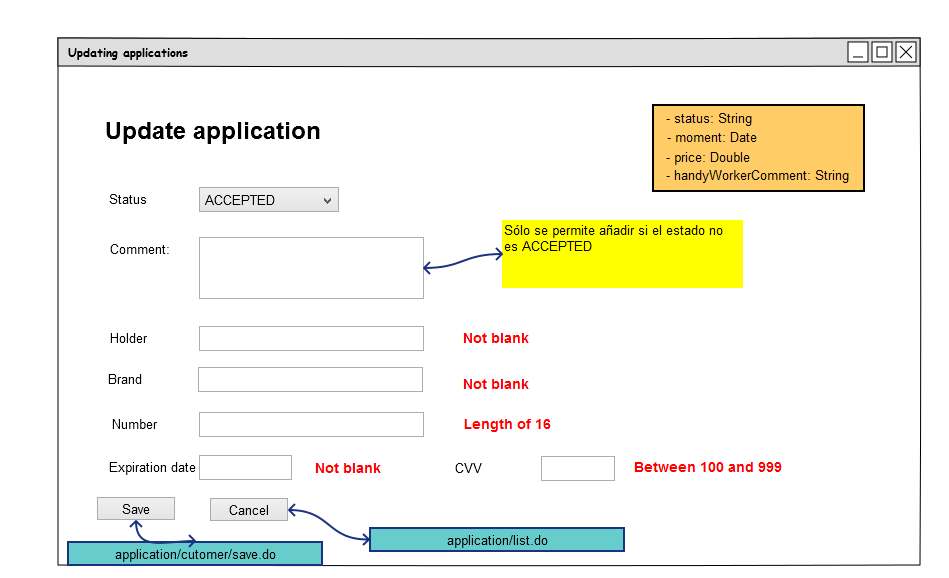 Updating applications
Update application
- status: String
- moment: Date
- price: Double
- handyWorkerComment: String
Status
ACCEPTED
Comment:
Sólo se permite añadir si el estado no
es ACCEPTED
Holder
Not blank
Brand
Not blank
Number
Length of 16
Expiration date
Not blank
CVV
Between 100 and 999
Save
Cancel
application/cutomer/save.do
application/list.do